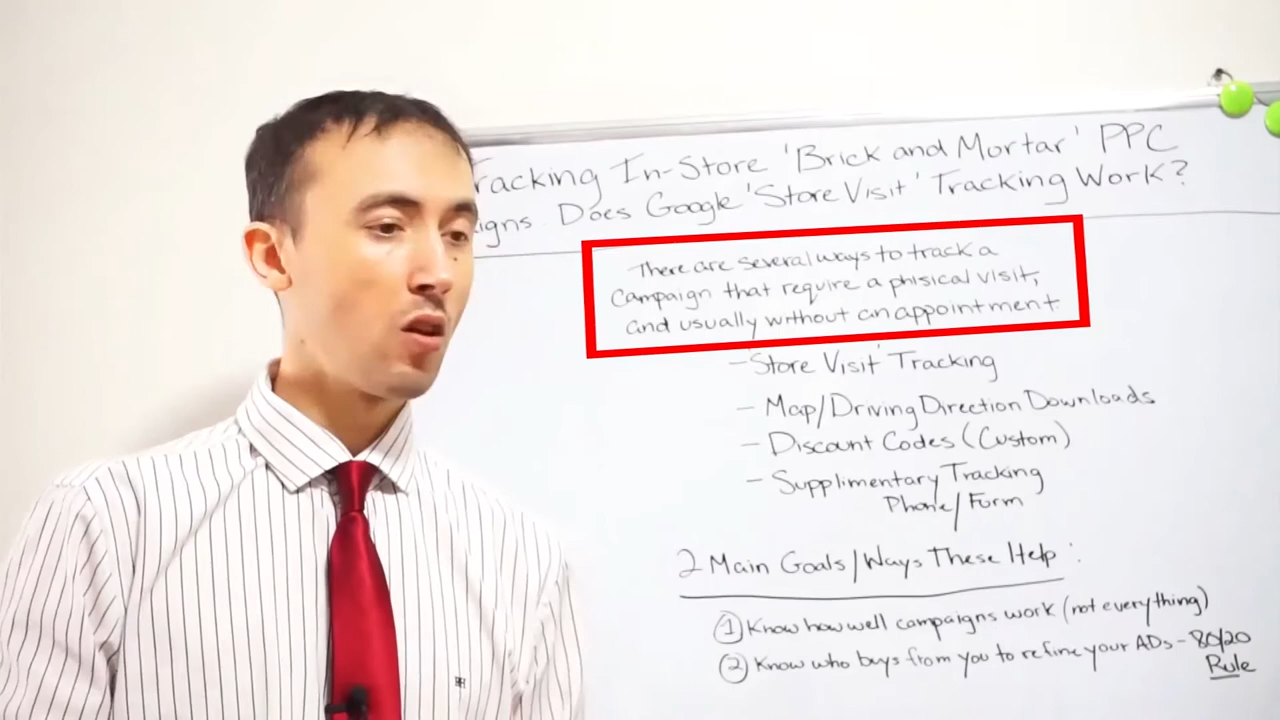 Tracking In-Store 'Brick and Mortar' PPC
igns. Does Google 'Store Visit' Tracking Work?
There are several ways to track a
campaign that require a phisical visit,
and usually without an appointment.
- 'Store Visit' Tracking
- Map/Driving Direction Downloads
- Discount Codes (Custom)
- Supplimentary Tracking
Phone/Form
2 Main Goals/Ways These Help:
① Know how well campaigns work (not everything)
② Know who buys from you to refine your ADs - 80/20
Rule